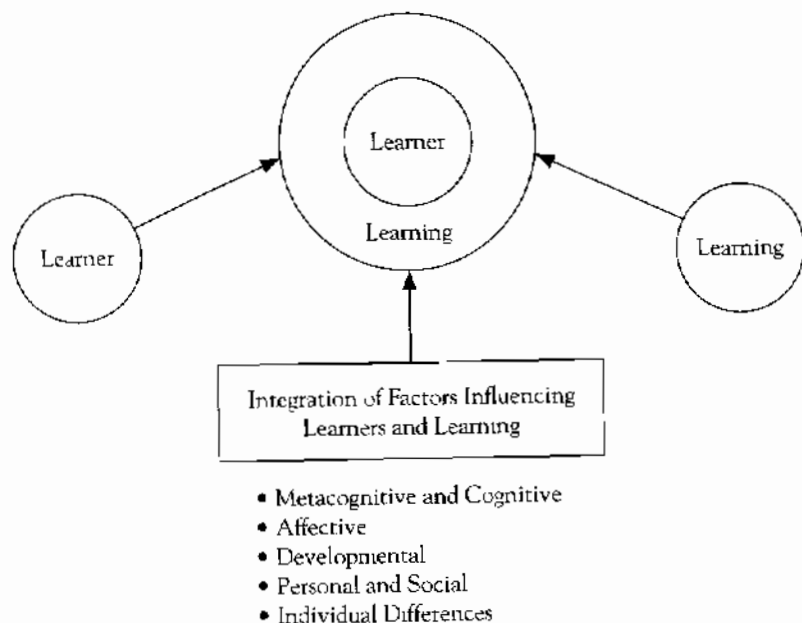 Learner
Learning
Learner
Learning
Integration of Factors Influencing
Learners and Learning
• Metacognitive and Cognitive
• Affective
• Developmental
• Personal and Social
• Individual Differences